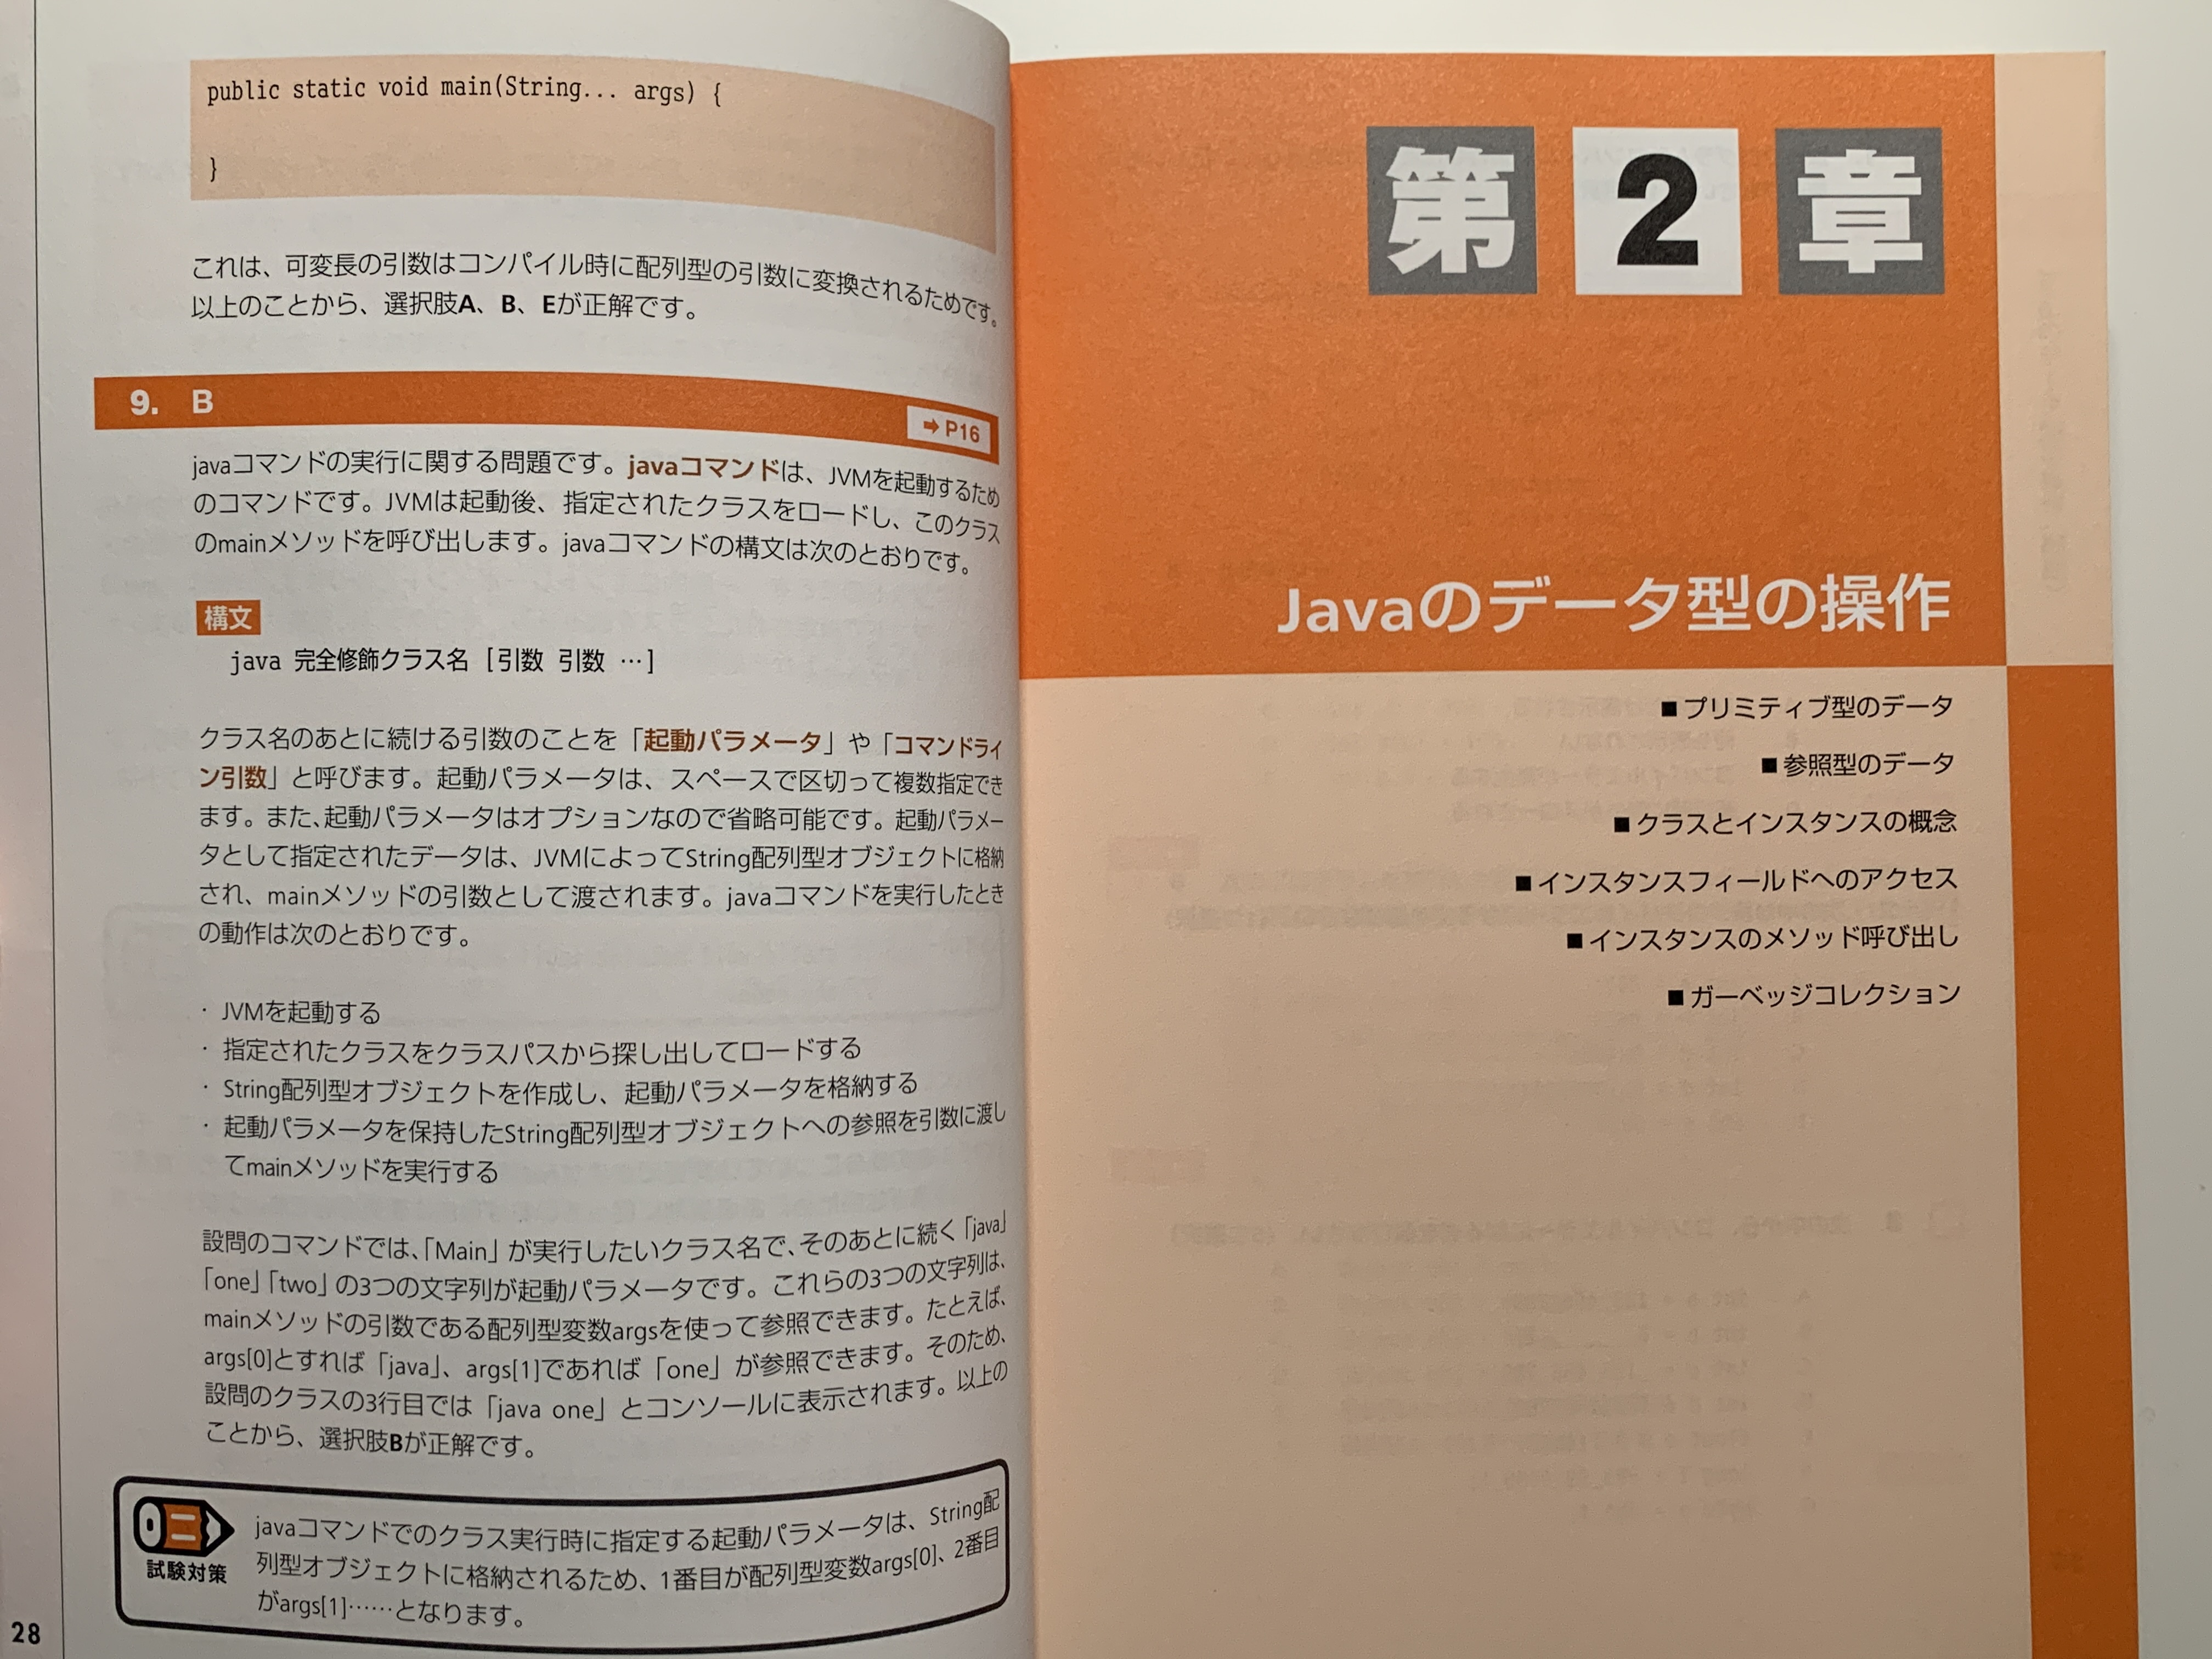 public static void main(String... args) {
}
これは、可変長の引数はコンパイル時に配列型の引数に変換されるためです。
以上のことから、選択肢A、B、Eが正解です。
9. B
➡P16
javaコマンドの実行に関する問題です。javaコマンドは、JVMを起動するため
のコマンドです。JVMは起動後、指定されたクラスをロードし、このクラス
のmainメソッドを呼び出します。javaコマンドの構文は次のとおりです。
構文
java 完全修飾クラス名 [引数 引数 …]
クラス名のあとに続ける引数のことを「起動パラメータ」や「コマンドライ
ン引数」と呼びます。起動パラメータは、スペースで区切って複数指定でき
ます。また、起動パラメータはオプションなので省略可能です。起動パラメー
タとして指定されたデータは、JVMによってString配列型オブジェクトに格納
され、mainメソッドの引数として渡されます。javaコマンドを実行したとき
の動作は次のとおりです。
・JVMを起動する
・指定されたクラスをクラスパスから探し出してロードする
・String配列型オブジェクトを作成し、起動パラメータを格納する
・起動パラメータを保持したString配列型オブジェクトへの参照を引数に渡し
てmainメソッドを実行する
設問のコマンドでは、「Main」が実行したいクラス名で、そのあとに続く「java」
「one」「two」の3つの文字列が起動パラメータです。これらの3つの文字列は、
mainメソッドの引数である配列型変数argsを使って参照できます。たとえば、
args[0]とすれば「java」、args[1]であれば「one」が参照できます。そのため、
設問のクラスの3行目では「java one」とコンソールに表示されます。以上の
ことから、選択肢Bが正解です。
試験対策
javaコマンドでのクラス実行時に指定する起動パラメータは、String配
列型オブジェクトに格納されるため、1番目が配列型変数args[0]、2番目
がargs[1]……となります。
28
第2章
Javaのデータ型の操作
■プリミティブ型のデータ
■参照型のデータ
■クラスとインスタンスの概念
■インスタンスフィールドへのアクセス
■インスタンスのメソッド呼び出し
■ガーベッジコレクション